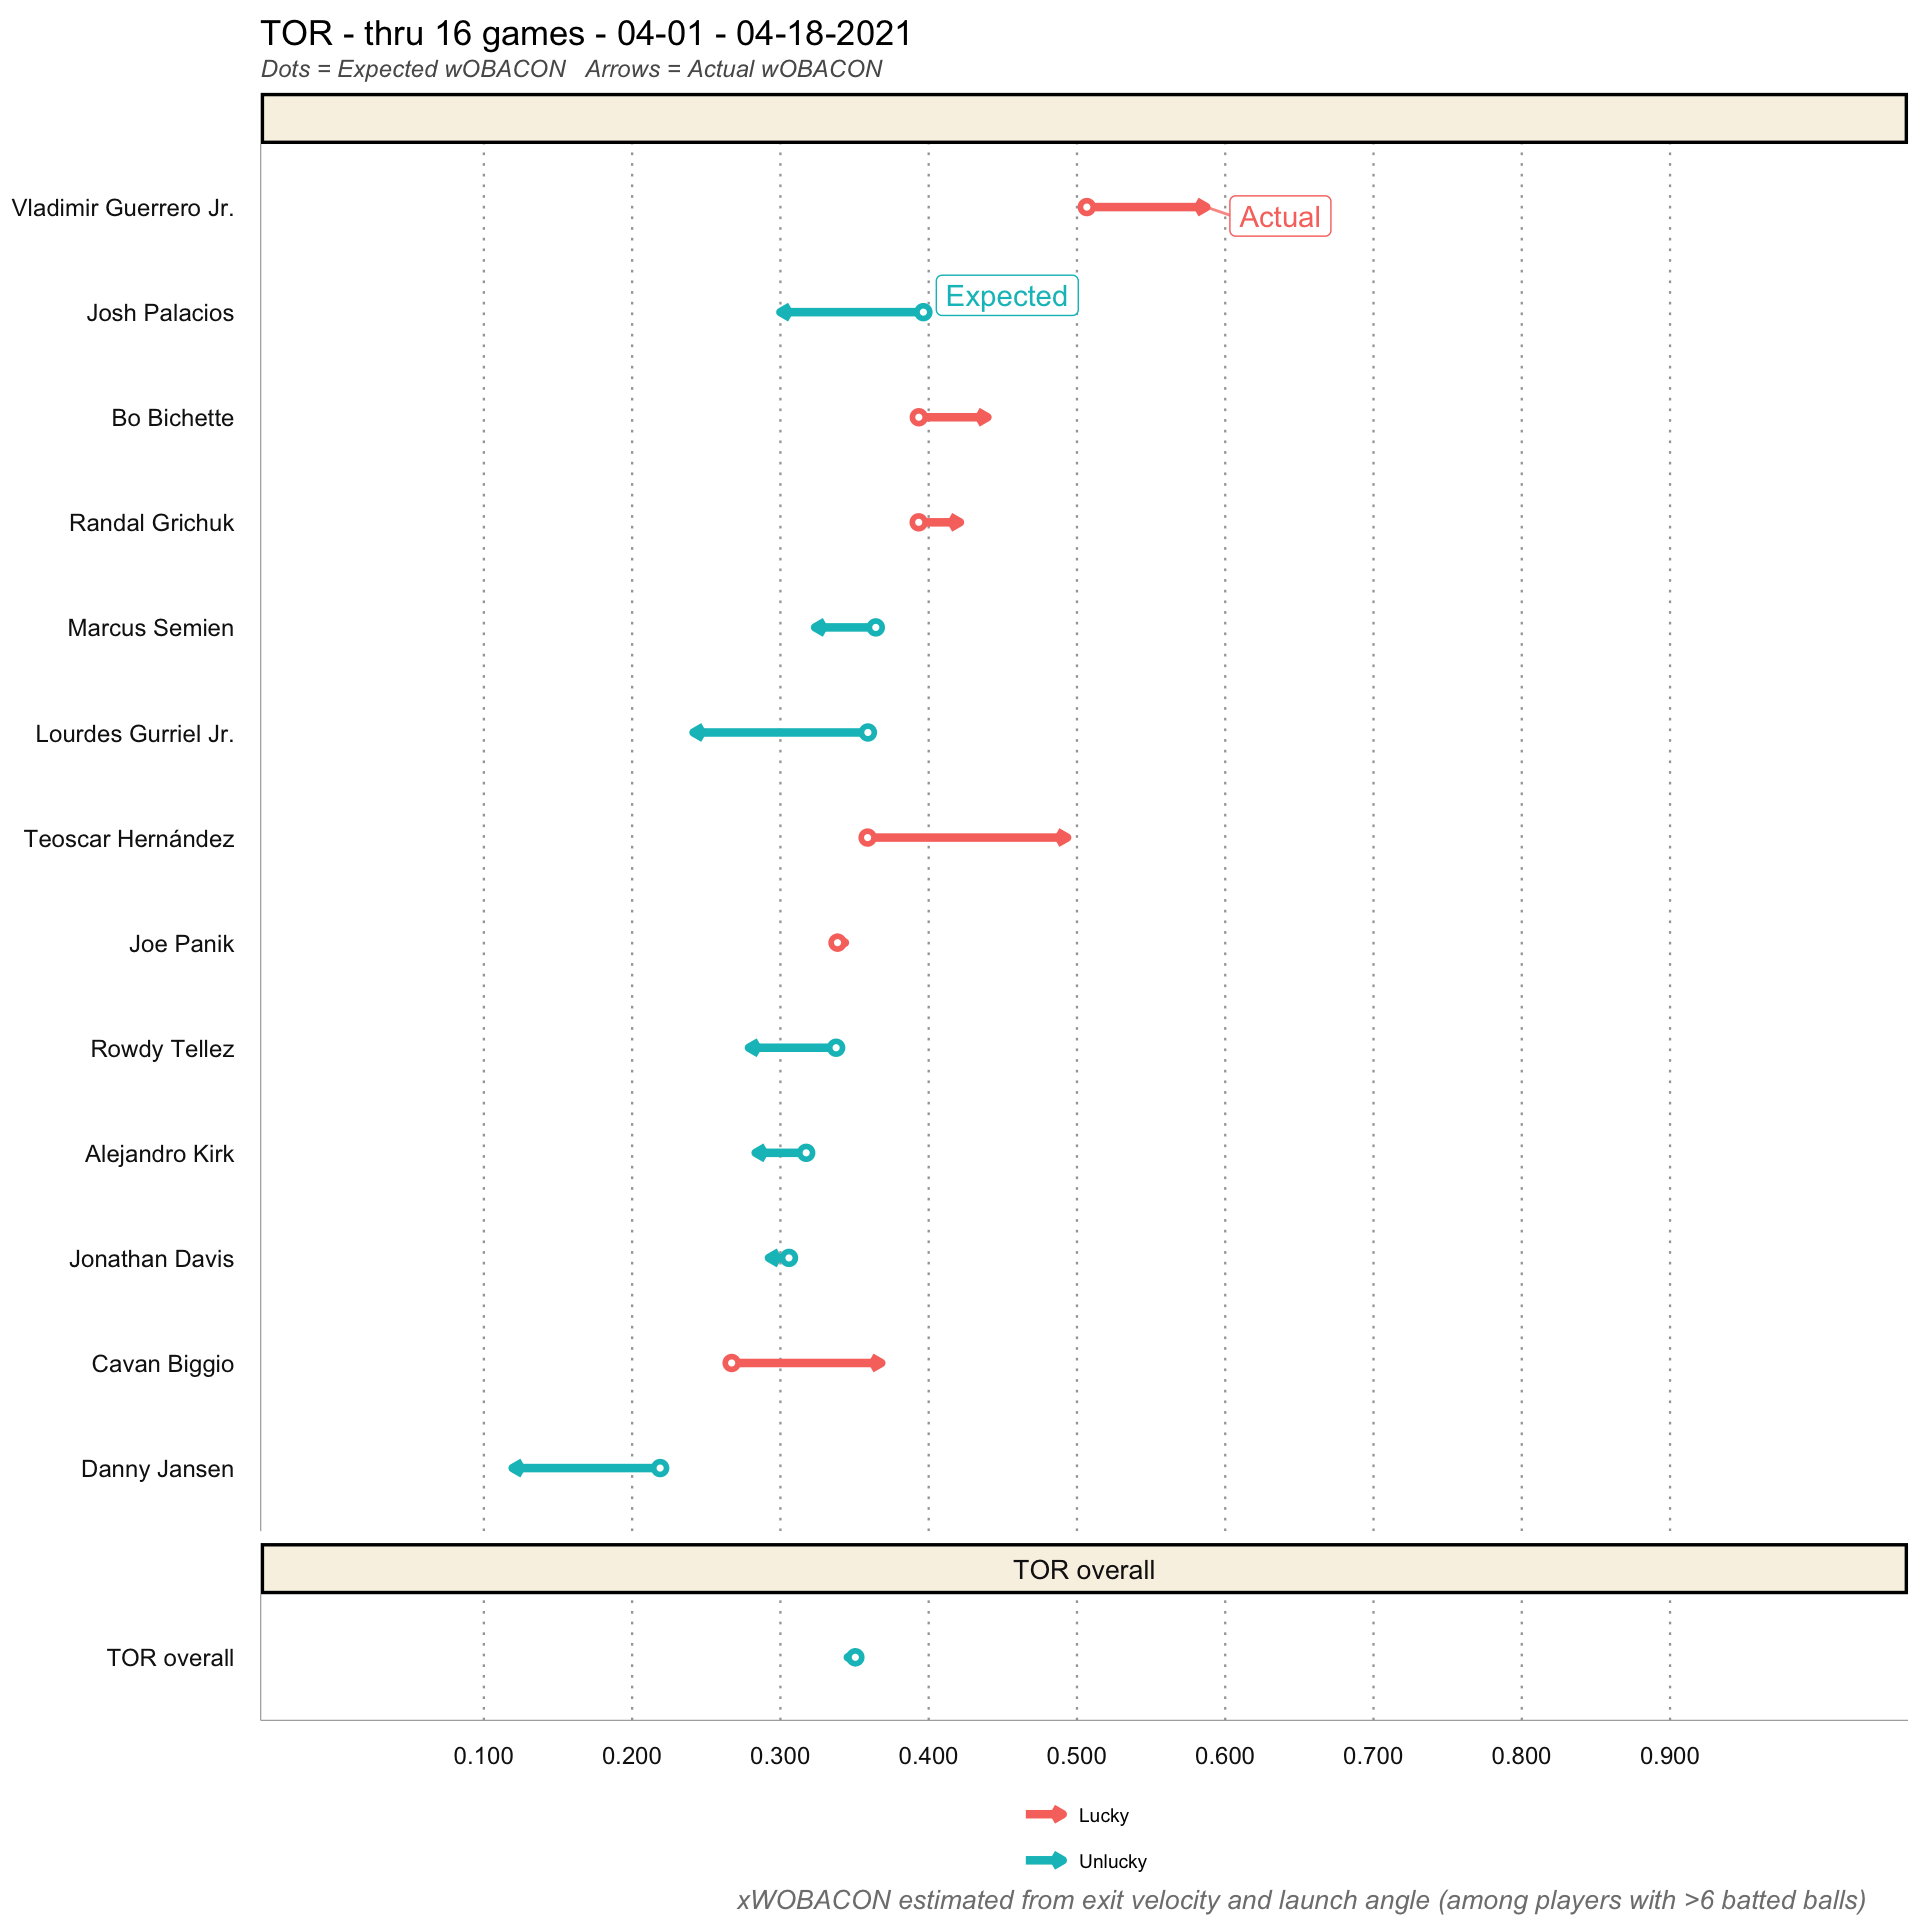 TOR - thru 16 games - 04-01 - 04-18-2021
Dots = Expected wOBACON   Arrows = Actual wOBACON
Vladimir Guerrero Jr.
Actual
Expected
Josh Palacios
Bo Bichette
Randal Grichuk
Marcus Semien
Lourdes Gurriel Jr.
Teoscar Hernández
Joe Panik
Rowdy Tellez
Alejandro Kirk
Jonathan Davis
Cavan Biggio
Danny Jansen
TOR overall
TOR overall
0.100 0.200 0.300 0.400 0.500 0.600 0.700 0.800 0.900
Lucky
Unlucky
xWOBACON estimated from exit velocity and launch angle (among players with >6 batted balls)